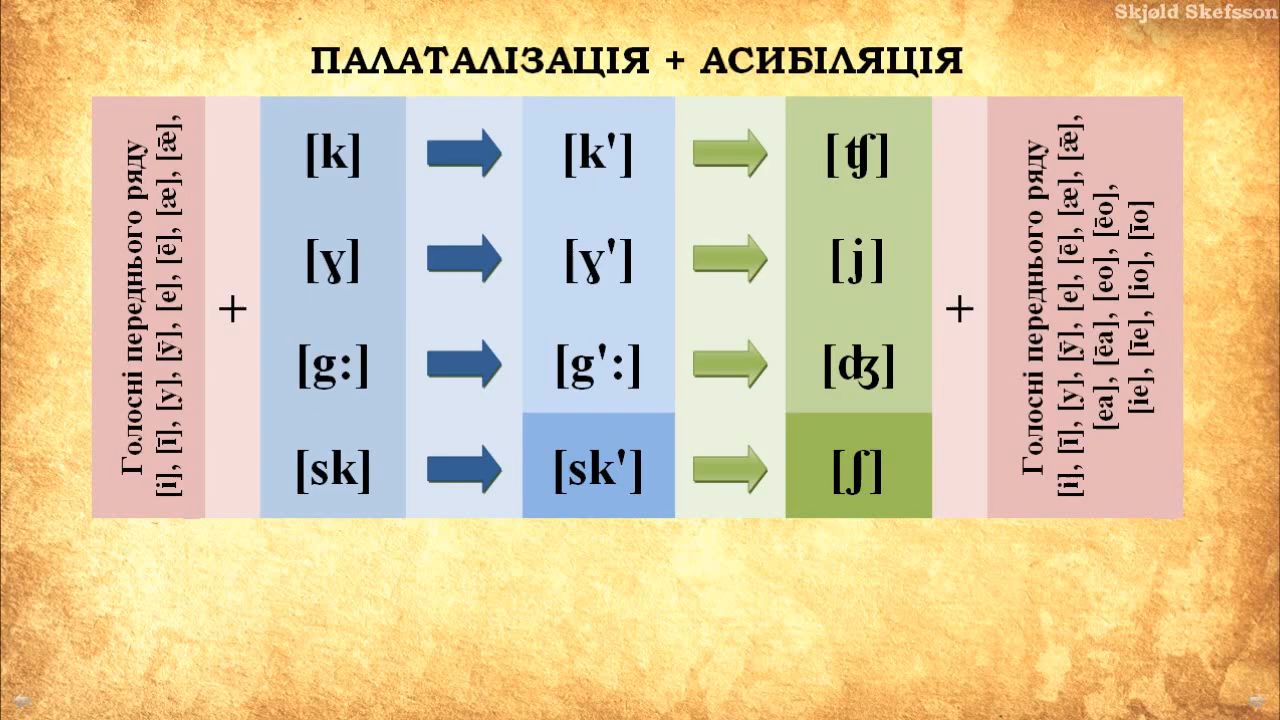 Skjøld Skefsson
ПАЛАТАЛІЗАЦІЯ + АСИБІЛЯЦІЯ
Голосні переднього ряду
[i], [ī], [y], [ȳ], [e], [ē], [æ], [ǣ],
+
[k] [k'] [ʧ]
[ɣ] [ɣ'] [j]
[g:] [g':] [ʤ]
[sk] [sk'] [ʃ]
+
Голосні переднього ряду
[i], [ī], [y], [ȳ], [e], [ē], [æ], [ǣ],
[ea], [ēa], [eo], [ēo],
[ie], [īe], [io], [īo]